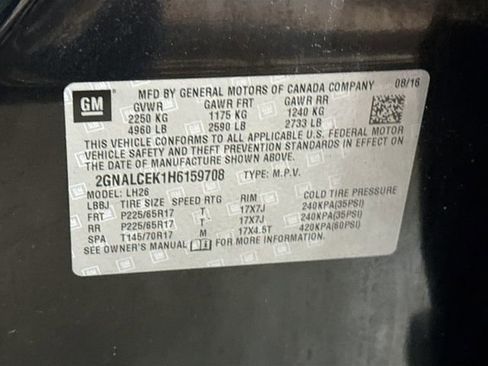 GM
MFD BY GENERAL MOTORS OF CANADA COMPANY 08/16
GVWR GAWR FRT GAWR RR
2250 KG 1175 KG 1240 KG
4960 LB 2590 LB 2733 LB
THIS VEHICLE CONFORMS TO ALL APPLICABLE U.S. FEDERAL MOTOR
VEHICLE SAFETY AND THEFT PREVENTION STANDARDS IN EFFECT ON
THE DATE OF MANUFACTURE SHOWN ABOVE.
2GNALCEK1H6159708 TYPE: M.P.V.
MODEL: LH26
LBBJ TIRE SIZE SPEED RTG RIM COLD TIRE PRESSURE
FRT P225/65R17 T 17X7J 240KPA(35PSI)
RR P225/65R17 T 17X7J 240KPA(35PSI)
SPA T145/70R17 M 17X4.5T 420KPA(60PSI)
SEE OWNER'S MANUAL FOR MORE INFORMATION.